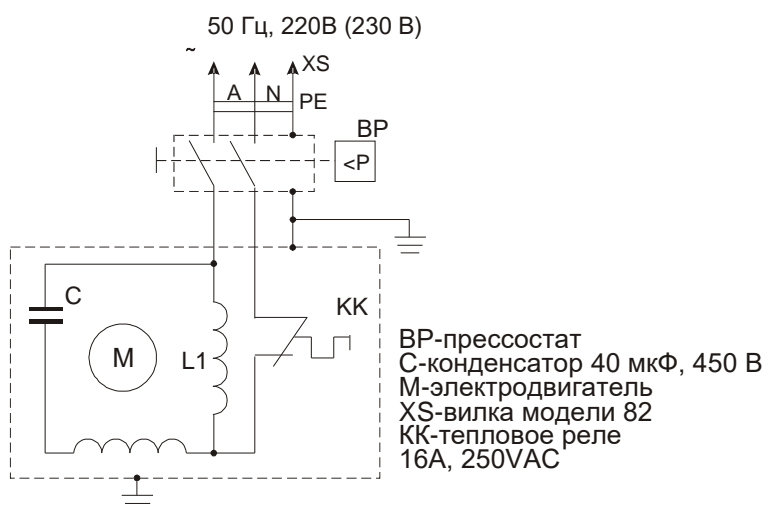 50 Гц, 220В (230 В)
~
XS
A
N
PE
BP
<P
C
KK
M
L1
ВР-прессостат
С-конденсатор 40 мкФ, 450 В
М-электродвигатель
XS-вилка модели 82
КК-тепловое реле
16А, 250VAC